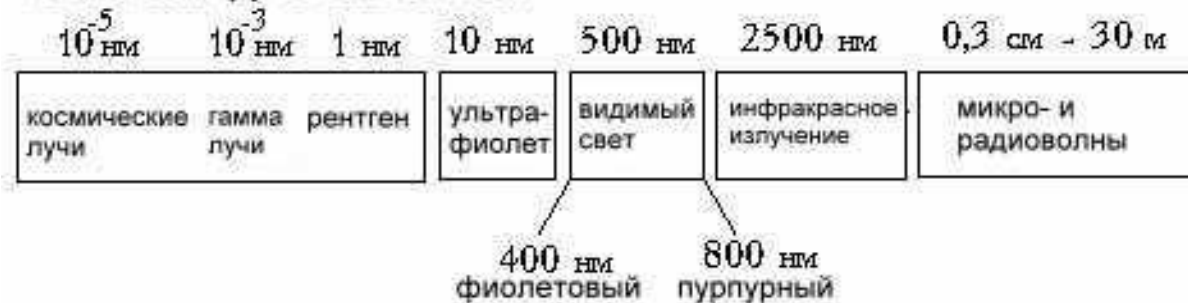 10⁻⁵ нм 10⁻³ нм 1 нм 10 нм 500 нм 2500 нм 0,3 см - 30 м
космические лучи
гамма лучи
рентген
ультра-
фиолет
видимый
свет
инфракрасное
излучение
микро- и
радиоволны
400 нм
фиолетовый
800 нм
пурпурный